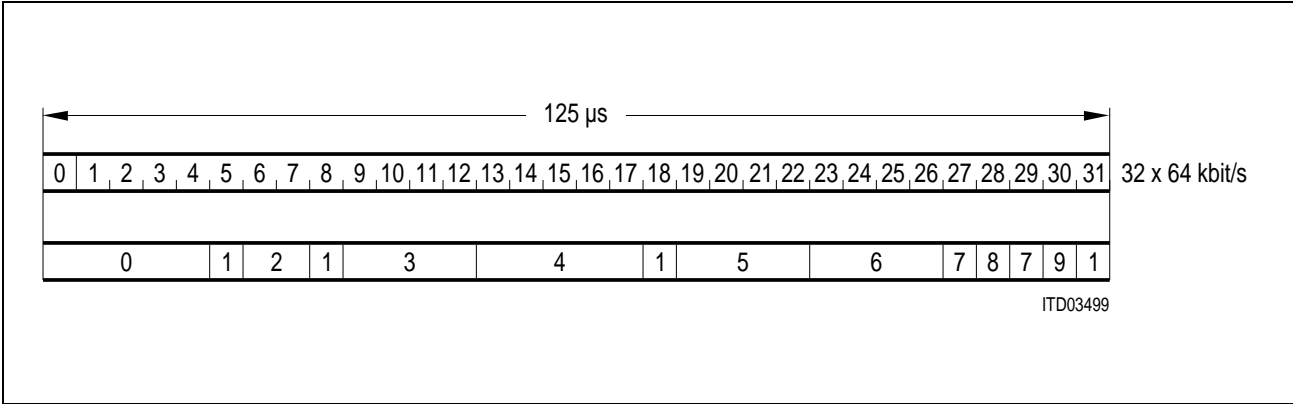 125 µs
0 1 2 3 4 5 6 7 8 9 10 11 12 13 14 15 16 17 18 19 20 21 22 23 24 25 26 27 28 29 30 31 32 x 64 kbit/s
0 1 2 1 3 4 1 5 6 7 8 7 9 1
ITD03499